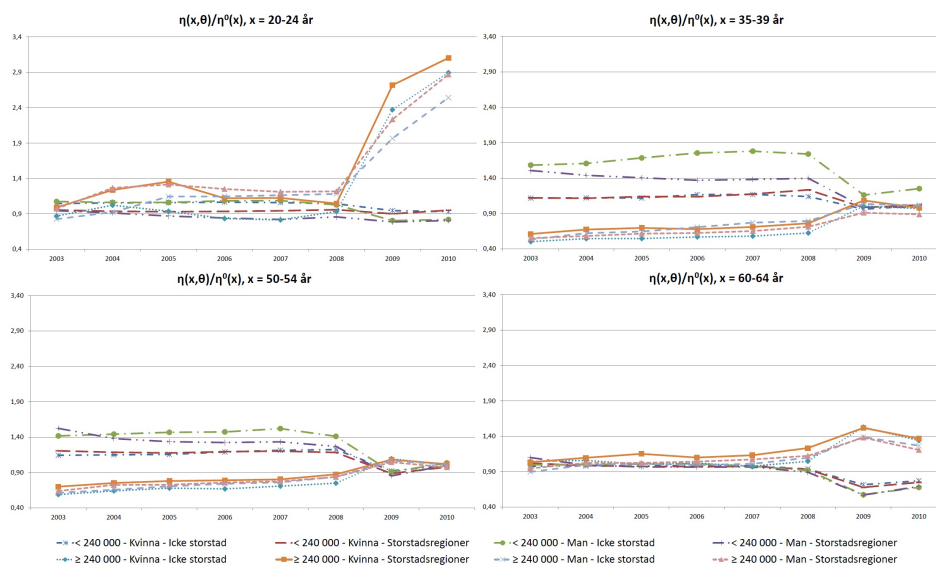 η(x,θ)/η⁰(x), x = 20-24 år
3,4
2,9
2,4
1,9
1,4
0,9
0,4
2003 2004 2005 2006 2007 2008 2009 2010
η(x,θ)/η⁰(x), x = 35-39 år
3,40
2,90
2,40
1,90
1,40
0,90
0,40
2003 2004 2005 2006 2007 2008 2009 2010
η(x,θ)/η⁰(x), x = 50-54 år
3,40
2,90
2,40
1,90
1,40
0,90
0,40
2003 2004 2005 2006 2007 2008 2009 2010
η(x,θ)/η⁰(x), x = 60-64 år
3,40
2,90
2,40
1,90
1,40
0,90
0,40
2003 2004 2005 2006 2007 2008 2009 2010
< 240 000 - Kvinna - Icke storstad
< 240 000 - Kvinna - Storstadsregioner
< 240 000 - Man - Icke storstad
< 240 000 - Man - Storstadsregioner
≥ 240 000 - Kvinna - Icke storstad
≥ 240 000 - Kvinna - Storstadsregioner
≥ 240 000 - Man - Icke storstad
≥ 240 000 - Man - Storstadsregioner